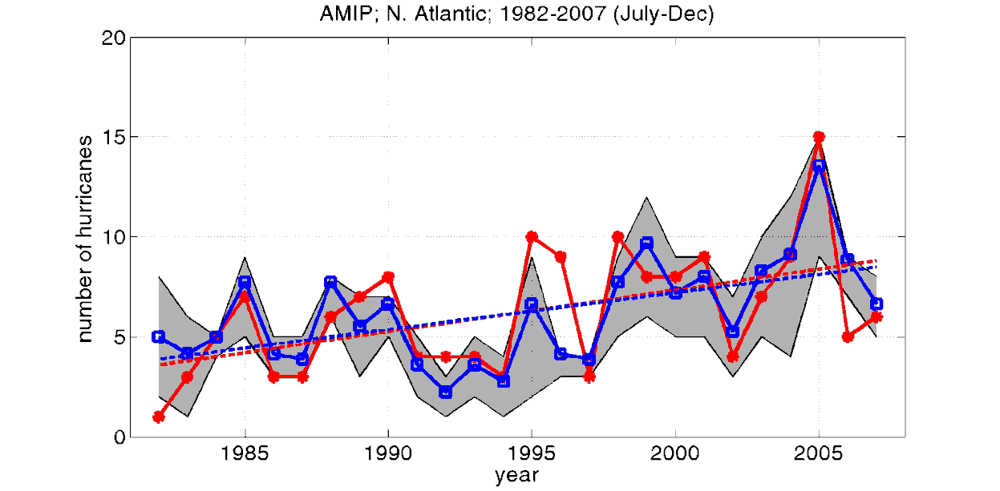 AMIP; N. Atlantic; 1982-2007 (July-Dec)
number of hurricanes
20
15
10
5
0
1985 1990 1995 2000 2005
year